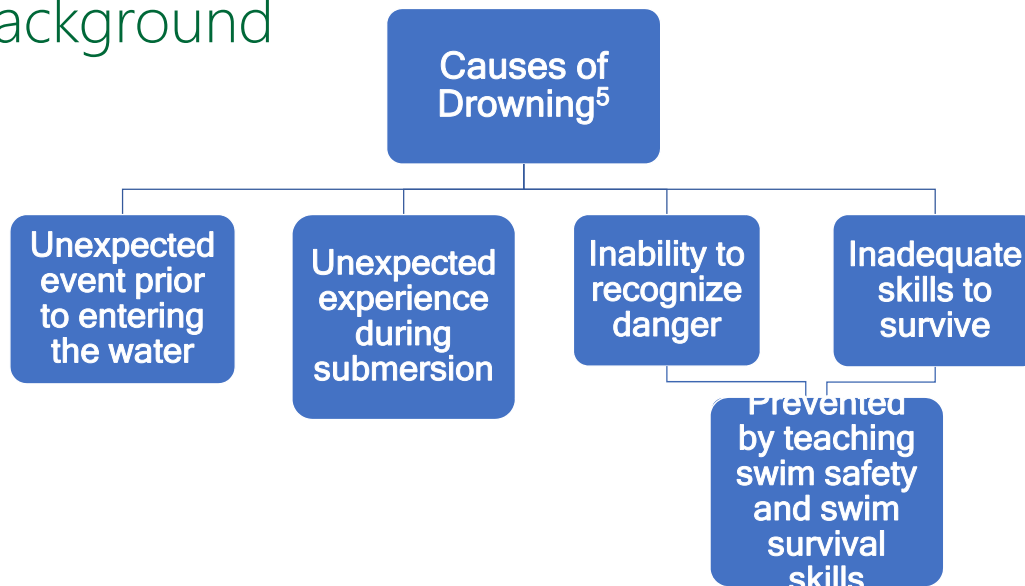 ackground
Causes of
Drowning⁵
Unexpected
event prior
to entering
the water
Unexpected
experience
during
submersion
Inability to
recognize
danger
Inadequate
skills to
survive
Prevented
by teaching
swim safety
and swim
survival
skills